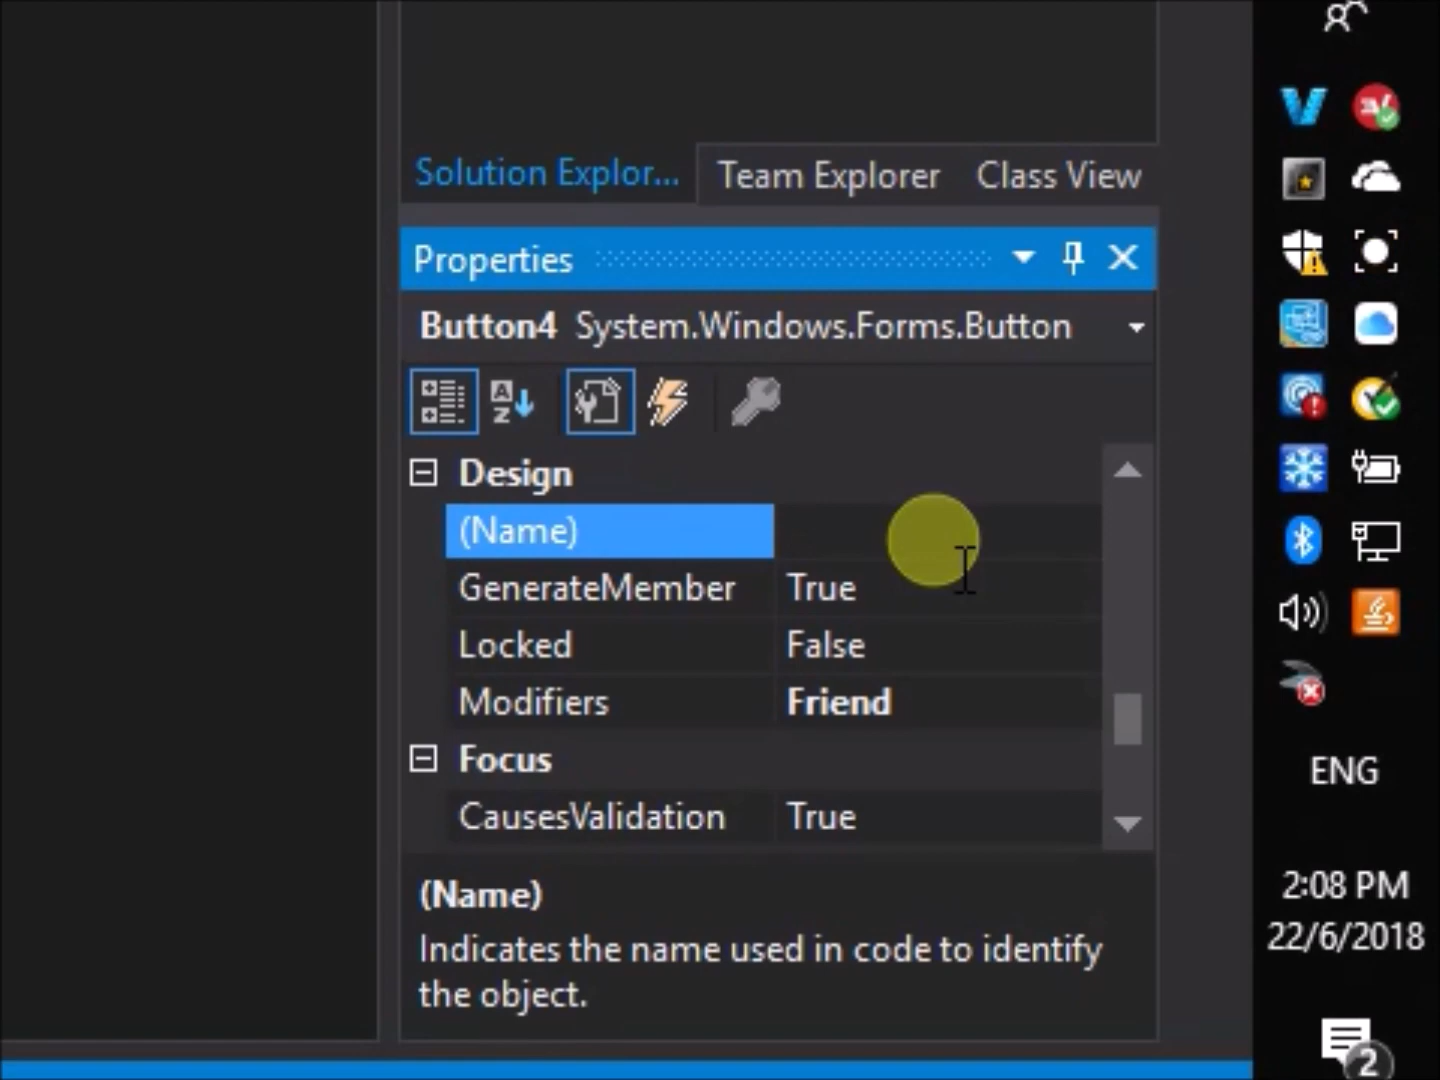 Solution Explor... Team Explorer Class View
Properties
Button4 System.Windows.Forms.Button
Design
(Name)
GenerateMember True
Locked False
Modifiers Friend
Focus
CausesValidation True
(Name)
Indicates the name used in code to identify
the object.
ENG
2:08 PM
22/6/2018
2